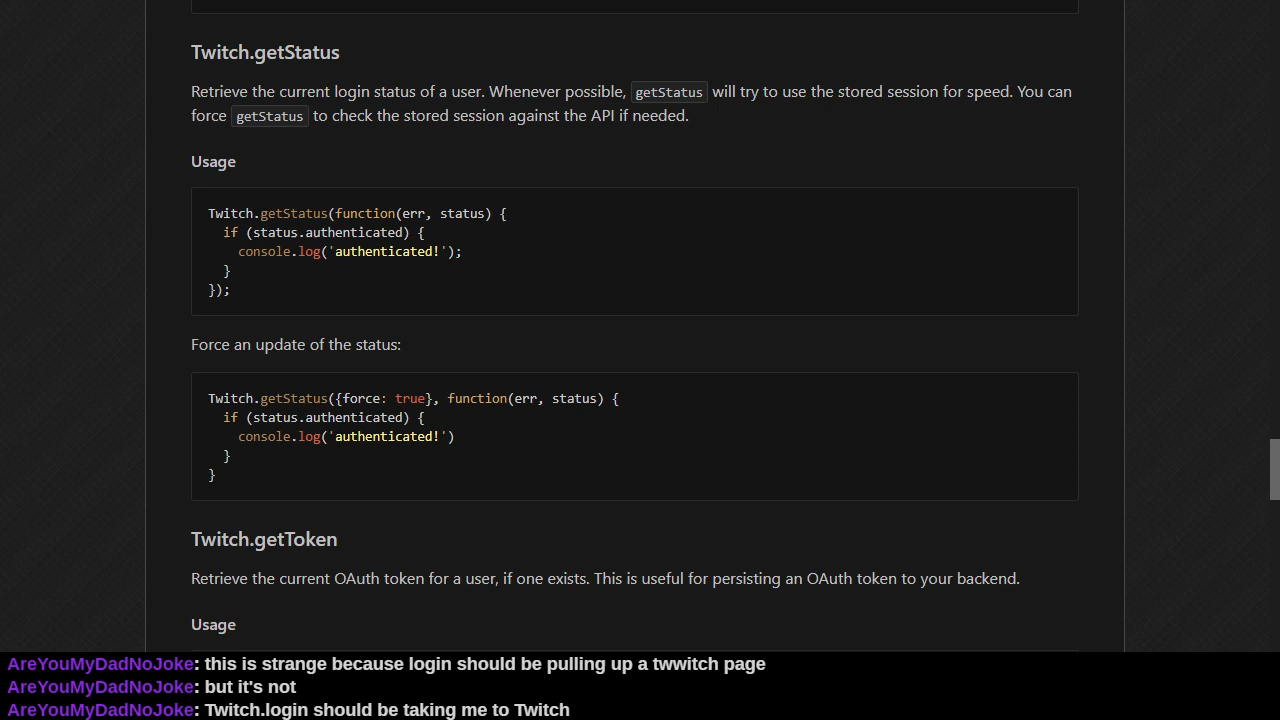 Twitch.getStatus
Retrieve the current login status of a user. Whenever possible, getStatus will try to use the stored session for speed. You can
force getStatus to check the stored session against the API if needed.
Usage
Twitch.getStatus(function(err, status) {
  if (status.authenticated) {
    console.log('authenticated!');
  }
});
Force an update of the status:
Twitch.getStatus({force: true}, function(err, status) {
  if (status.authenticated) {
    console.log('authenticated!')
  }
}
Twitch.getToken
Retrieve the current OAuth token for a user, if one exists. This is useful for persisting an OAuth token to your backend.
Usage
AreYouMyDadNoJoke: this is strange because login should be pulling up a twwitch page
AreYouMyDadNoJoke: but it's not
AreYouMyDadNoJoke: Twitch.login should be taking me to Twitch